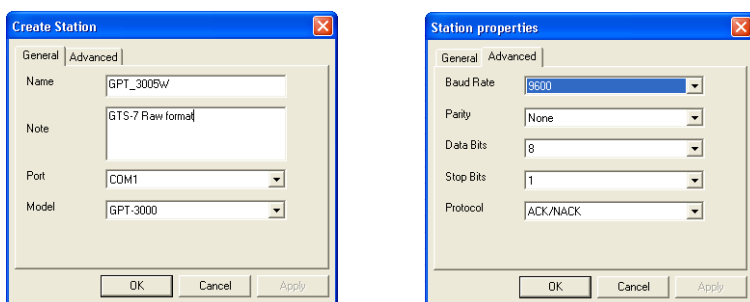 Create Station
General Advanced
Name GPT_3005W
Note GTS-7 Raw format
Port COM1
Model GPT-3000
OK Cancel Apply
Station properties
General Advanced
Baud Rate 9600
Parity None
Data Bits 8
Stop Bits 1
Protocol ACK/NACK
OK Cancel Apply